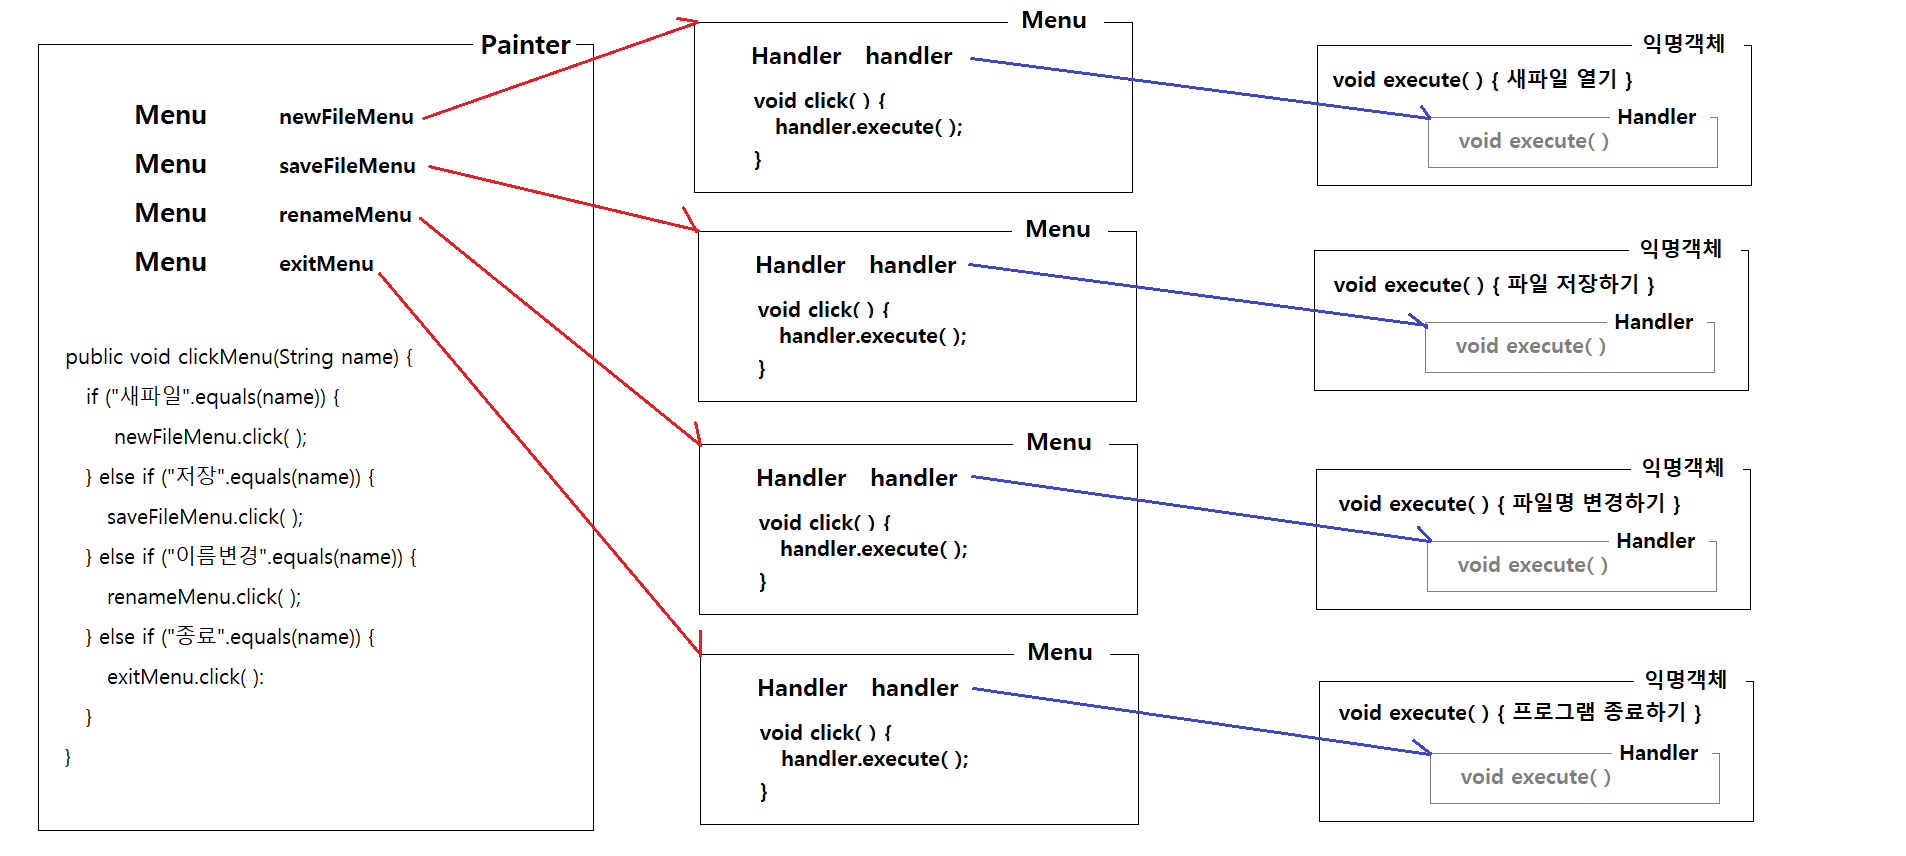 Painter
Menu newFileMenu
Menu saveFileMenu
Menu renameMenu
Menu exitMenu
public void clickMenu(String name) {
if ("새파일".equals(name)) {
newFileMenu.click( );
} else if ("저장".equals(name)) {
saveFileMenu.click( );
} else if ("이름변경".equals(name)) {
renameMenu.click( );
} else if ("종료".equals(name)) {
exitMenu.click( ):
}
}
Menu
Handler handler
void click( ) {
handler.execute( );
}
Menu
Handler handler
void click( ) {
handler.execute( );
}
Menu
Handler handler
void click( ) {
handler.execute( );
}
Menu
Handler handler
void click( ) {
handler.execute( );
}
익명객체
void execute( ) { 새파일 열기 }
Handler
void execute( )
익명객체
void execute( ) { 파일 저장하기 }
Handler
void execute( )
익명객체
void execute( ) { 파일명 변경하기 }
Handler
void execute( )
익명객체
void execute( ) { 프로그램 종료하기 }
Handler
void execute( )